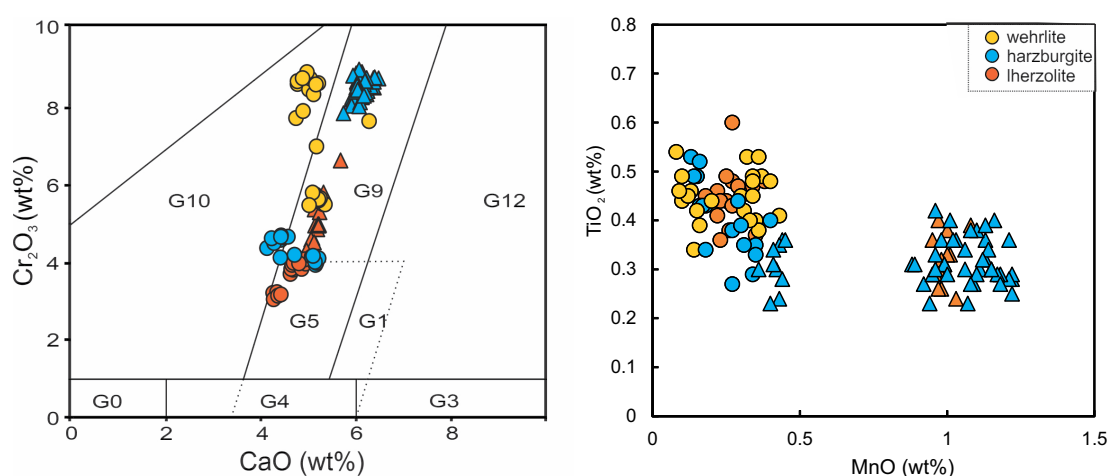 10
8
6
4
2
0
Cr2O3 (wt%)
G10
G9
G12
G5
G1
G0
G4
G3
0
2
4
6
8
CaO (wt%)
0.8
0.7
0.6
0.5
0.4
0.3
0.2
0.1
0
TiO2 (wt%)
wehrlite
harzburgite
lherzolite
0
0.5
1
1.5
MnO (wt%)